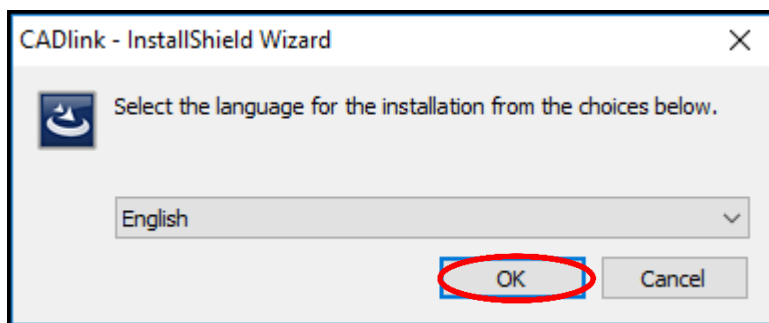 CADlink - InstallShield Wizard
Select the language for the installation from the choices below.
English
OK
Cancel